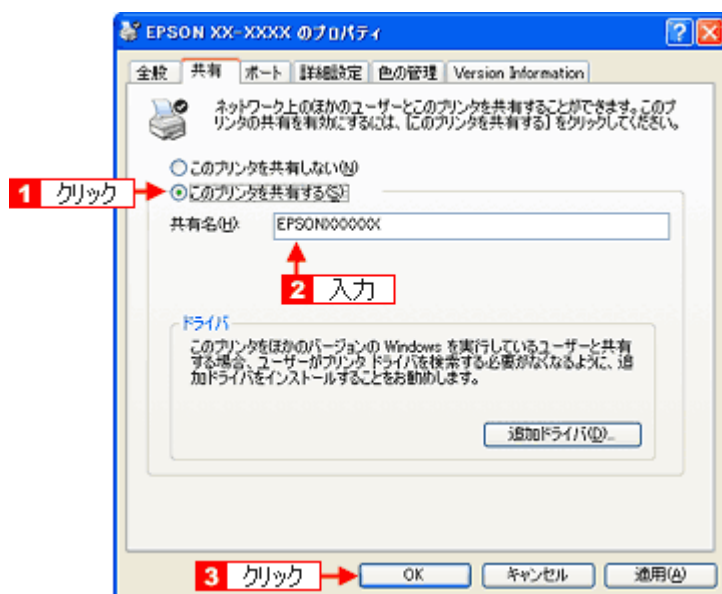 EPSON XX-XXXX のプロパティ
全般 共有 ポート 詳細設定 色の管理 Version Information
ネットワーク上のほかのユーザーとこのプリンタを共有することができます。このプ
リンタの共有を有効にするには、[このプリンタを共有する] をクリックしてください。
このプリンタを共有しない(N)
1 クリック
このプリンタを共有する(S)
共有名(H): EPSONXXXXXX
2 入力
ドライバ
このプリンタをほかのバージョンの Windows を実行しているユーザーと共有
する場合、ユーザーがプリンタ ドライバを検索する必要がなくなるように、追
加ドライバをインストールすることをお勧めします。
追加ドライバ(D)...
3 クリック
OK キャンセル 適用(A)